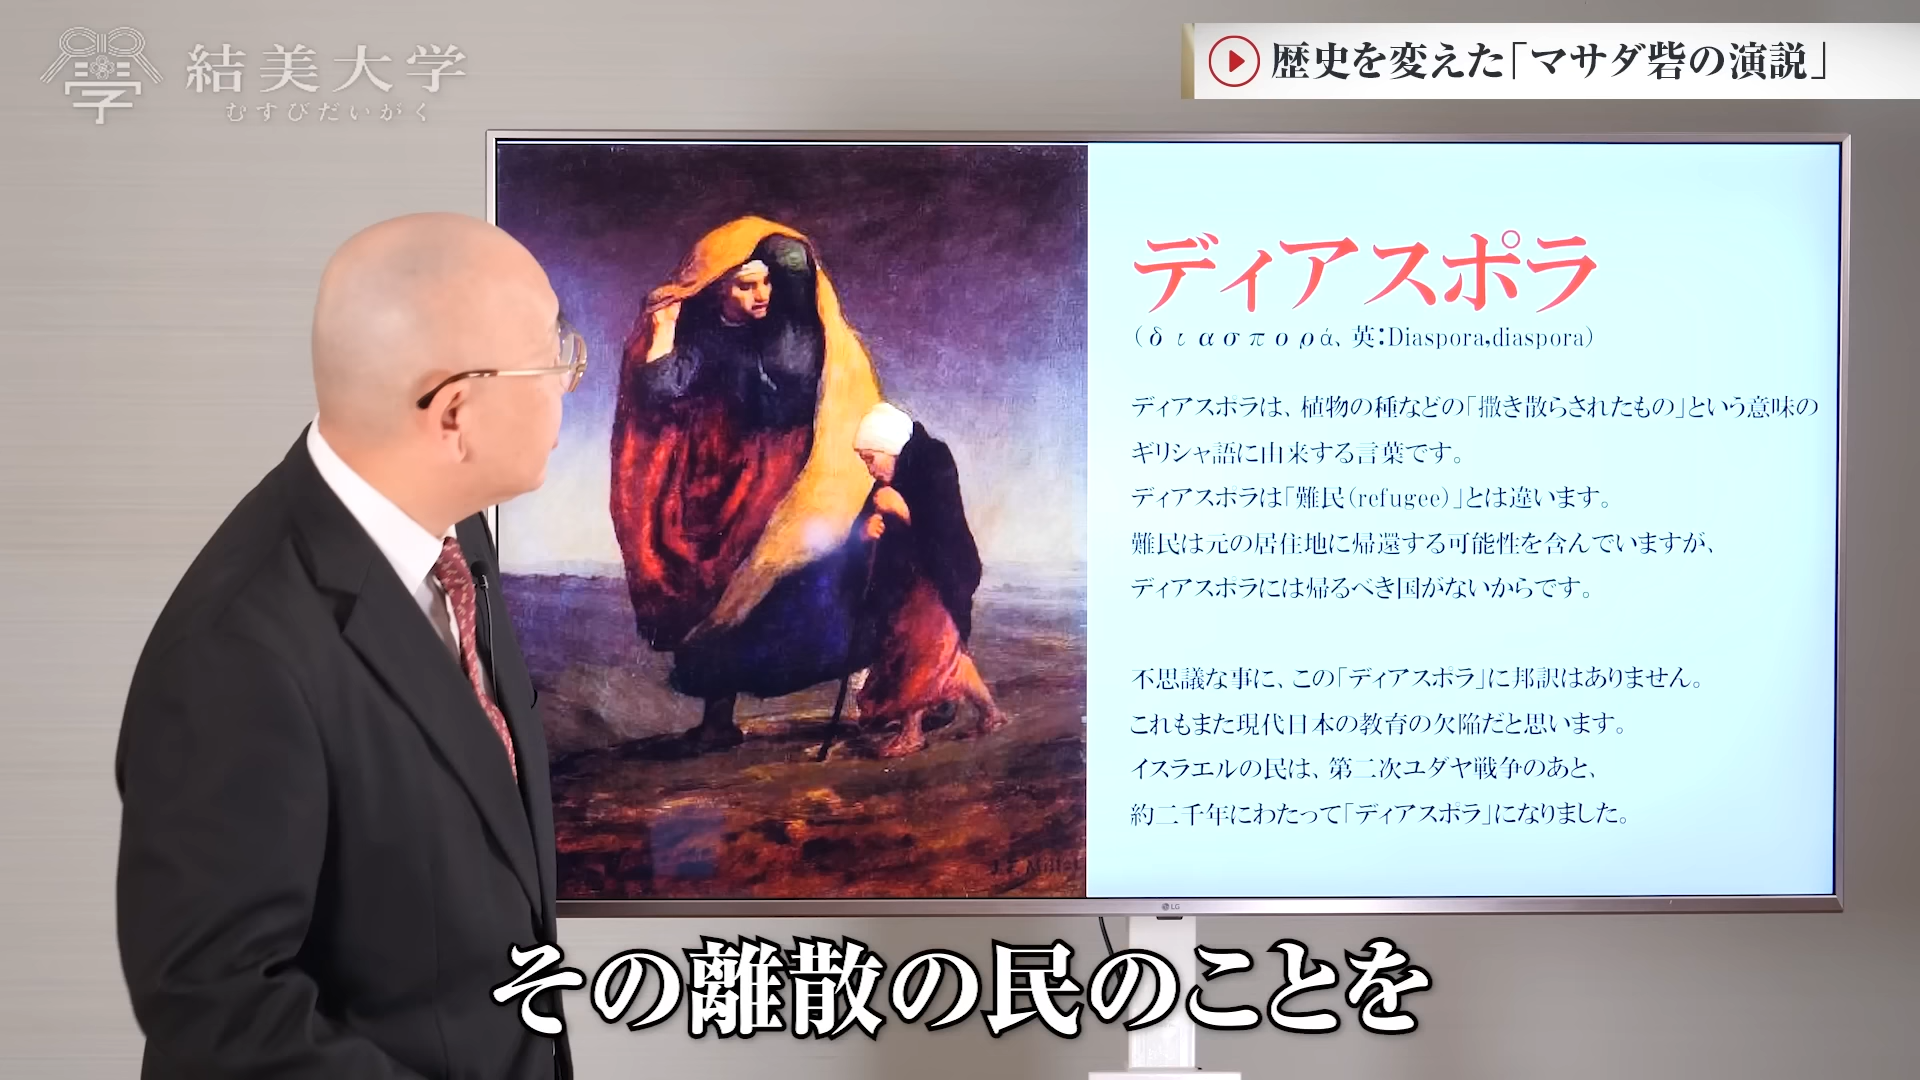 結美大学
むすびだいがく
歴史を変えた「マサダ砦の演説」
ディアスポラ
（διασπορά、英：Diaspora,diaspora）
ディアスポラは、植物の種などの「撒き散らされたもの」という意味の
ギリシャ語に由来する言葉です。
ディアスポラは「難民（refugee）」とは違います。
難民は元の居住地に帰還する可能性を含んでいますが、
ディアスポラには帰るべき国がないからです。
不思議な事に、この「ディアスポラ」に邦訳はありません。
これもまた現代日本の教育の欠陥だと思います。
イスラエルの民は、第二次ユダヤ戦争のあと、
約二千年にわたって「ディアスポラ」になりました。
J.F. Millet
LG
その離散の民のことを